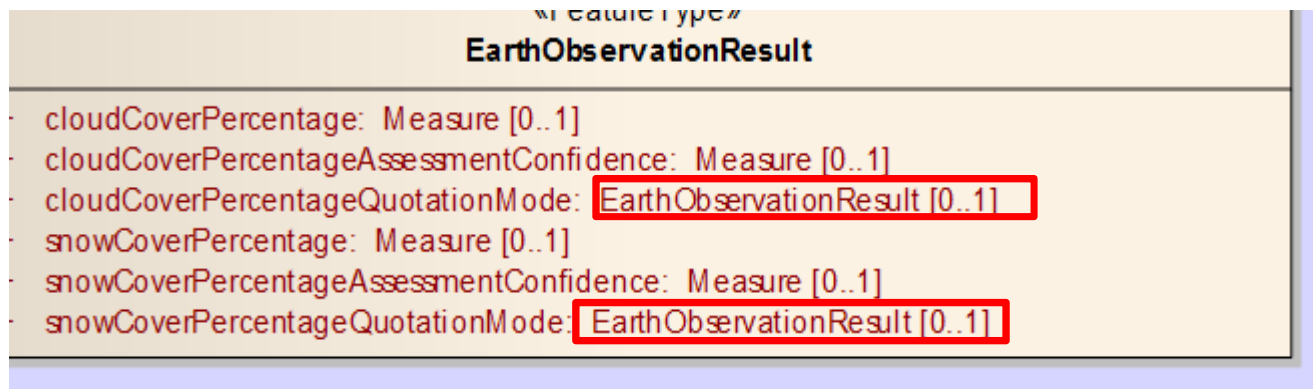 «FeatureType»
EarthObservationResult
- cloudCoverPercentage: Measure [0..1]
- cloudCoverPercentageAssessmentConfidence: Measure [0..1]
- cloudCoverPercentageQuotationMode: EarthObservationResult [0..1]
- snowCoverPercentage: Measure [0..1]
- snowCoverPercentageAssessmentConfidence: Measure [0..1]
- snowCoverPercentageQuotationMode: EarthObservationResult [0..1]